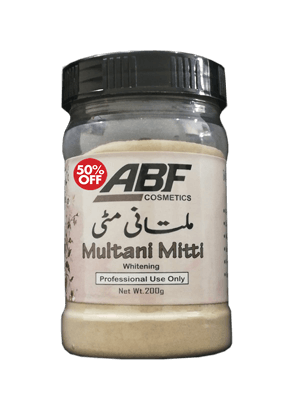 50%
OFF
ABF
COSMETICS
ملتانی مٹی
Multani Mitti
Whitening
Professional Use Only
Net Wt.200g